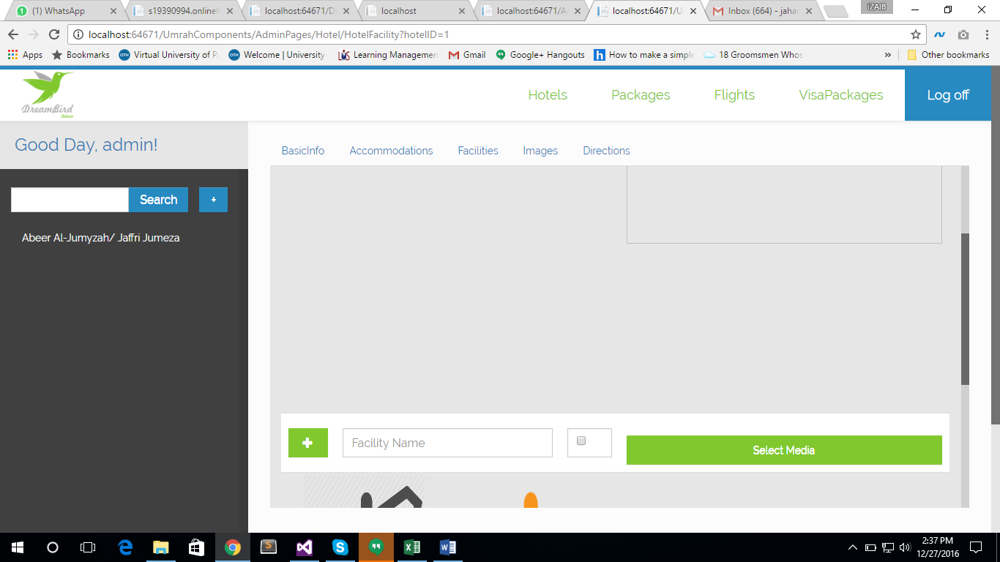 (1) WhatsApp
s19390994.onlineh
localhost:64671/D
localhost
localhost:64671/A
localhost:64671/U
Inbox (664) - jahar
iZAIB
localhost:64671/UmrahComponents/AdminPages/Hotel/HotelFacility?hotelID=1
Apps
Bookmarks
Virtual University of P
Welcome | University
Learning Managemen
Gmail
Google+ Hangouts
How to make a simple
18 Groomsmen Whos
»
Other bookmarks
DreamBird
Admin
Hotels
Packages
Flights
VisaPackages
Log off
Good Day, admin!
BasicInfo
Accommodations
Facilities
Images
Directions
Search
+
Abeer Al-Jumyzah/ Jaffri Jumeza
Facility Name
Select Media
2:37 PM
12/27/2016